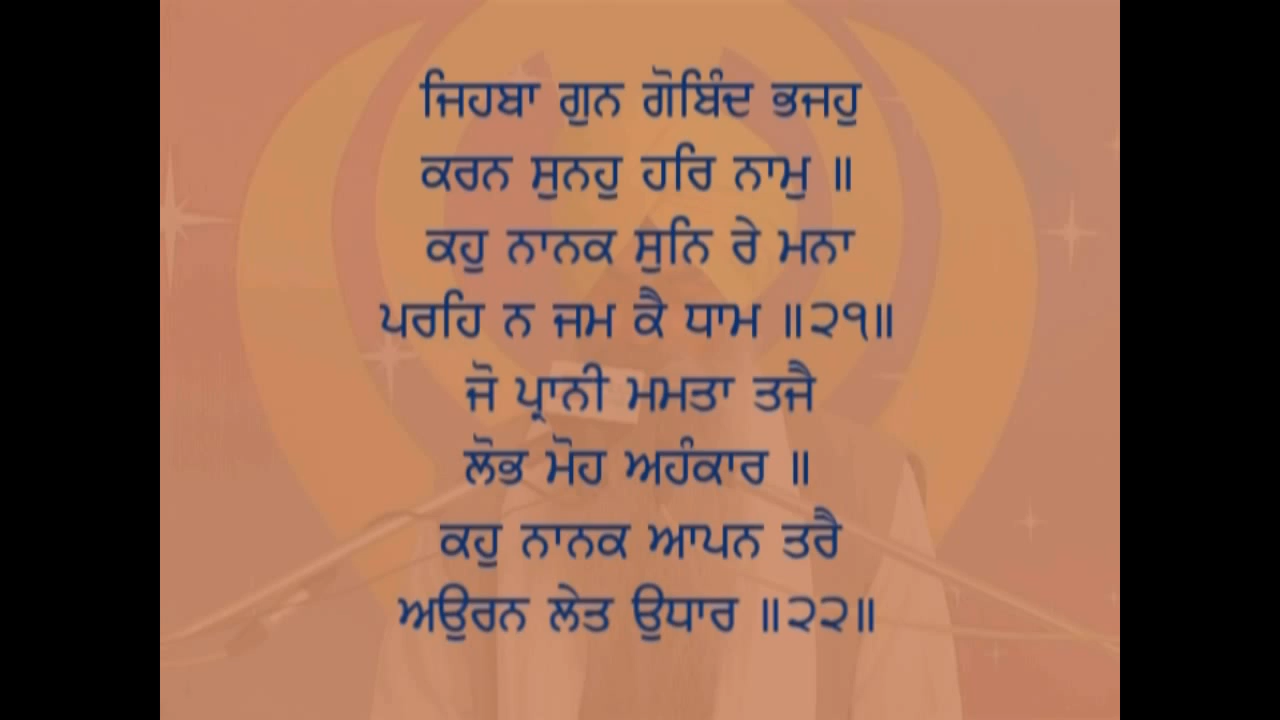 ਜਿਹਬਾ ਗੁਨ ਗੋਬਿੰਦ ਭਜਹੁ
ਕਰਨ ਸੁਨਹੁ ਹਰਿ ਨਾਮੁ ॥
ਕਹੁ ਨਾਨਕ ਸੁਨਿ ਰੇ ਮਨਾ
ਪਰਹਿ ਨ ਜਮ ਕੈ ਧਾਮ ॥੨੧॥
ਜੋ ਪ੍ਰਾਨੀ ਮਮਤਾ ਤਜੈ
ਲੋਭ ਮੋਹ ਅਹੰਕਾਰ ॥
ਕਹੁ ਨਾਨਕ ਆਪਨ ਤਰੈ
ਅਉਰਨ ਲੇਤ ਉਧਾਰ ॥੨੨॥